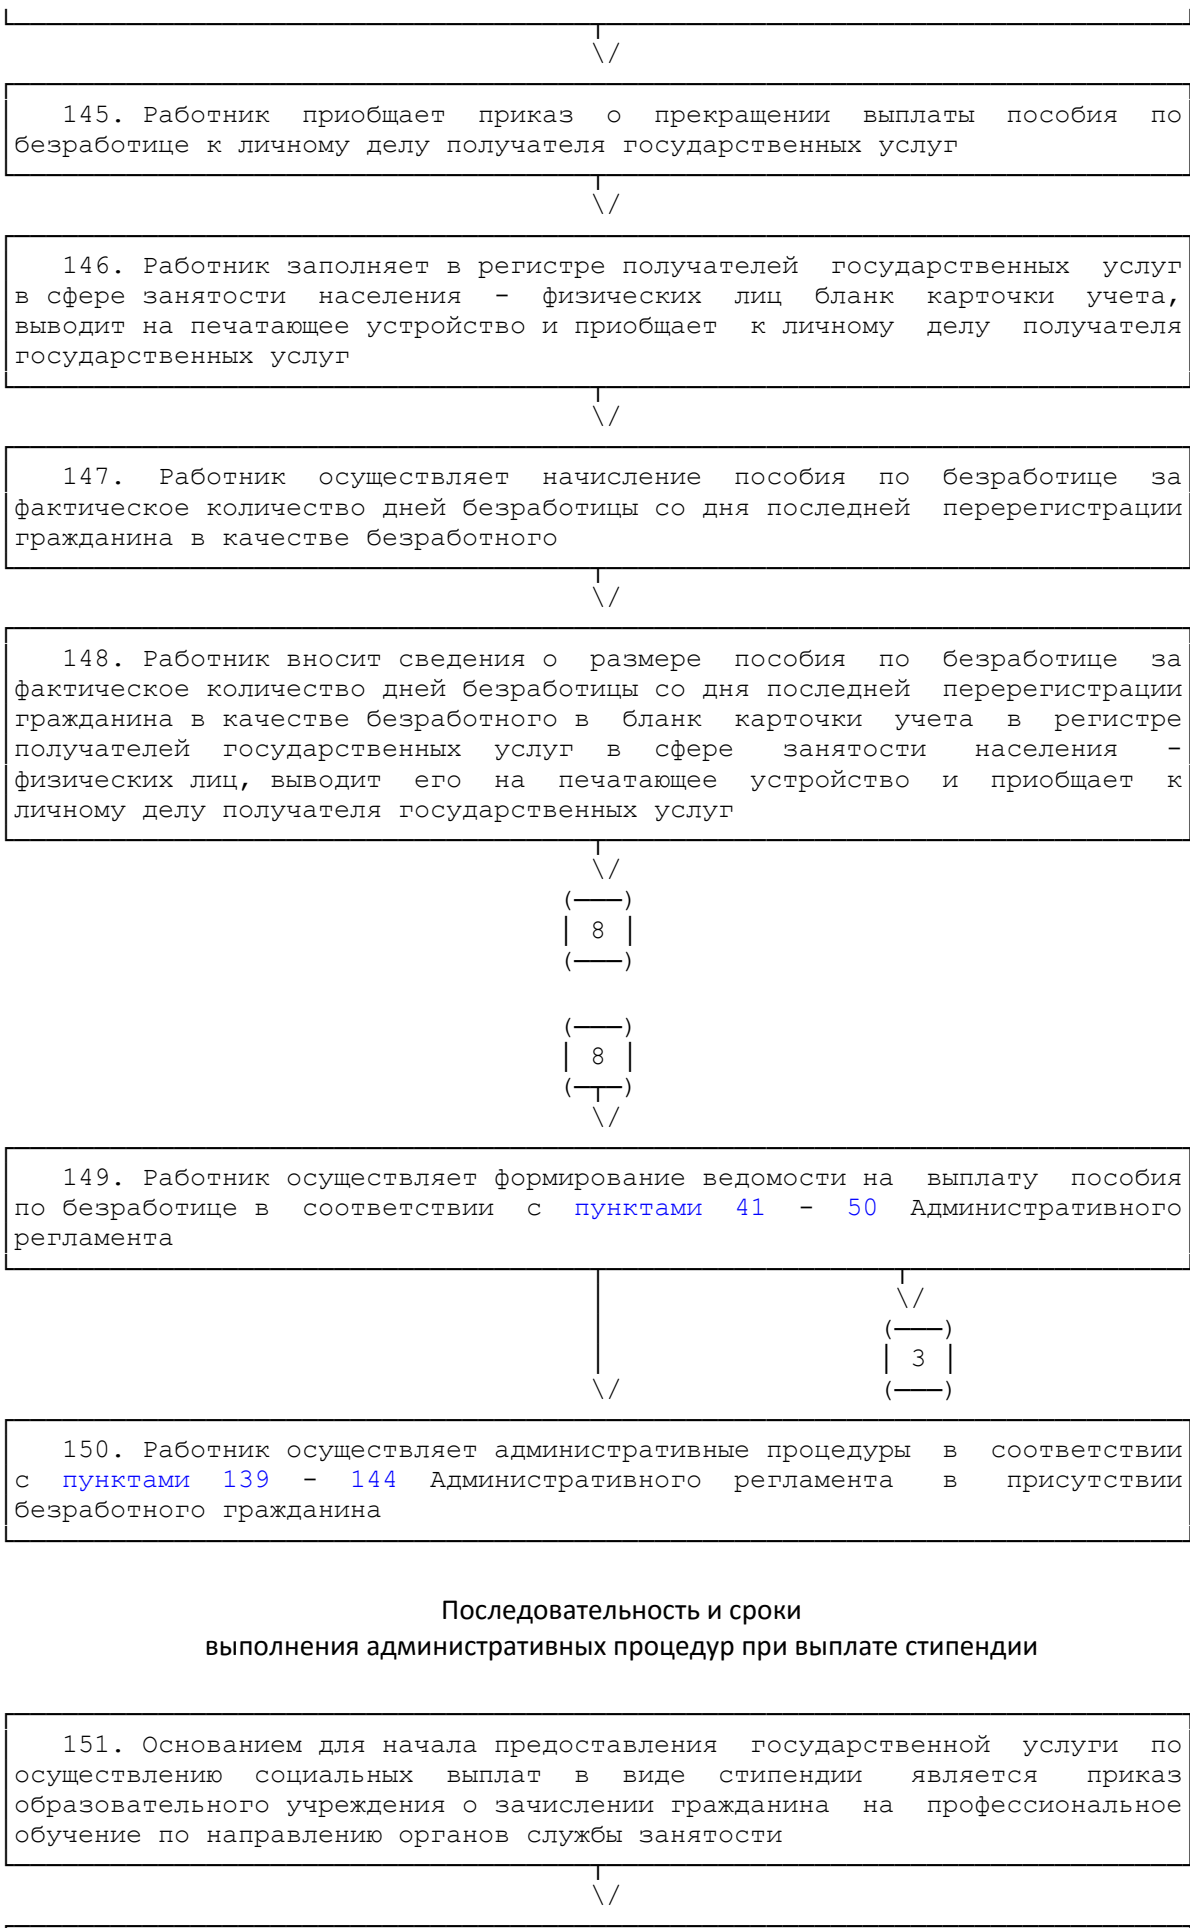 145. Работник приобщает приказ о прекращении выплаты пособия по
безработице к личному делу получателя государственных услуг
146. Работник заполняет в регистре получателей государственных услуг
в сфере занятости населения - физических лиц бланк карточки учета,
выводит на печатающее устройство и приобщает к личному делу получателя
государственных услуг
147. Работник осуществляет начисление пособия по безработице за
фактическое количество дней безработицы со дня последней перерегистрации
гражданина в качестве безработного
148. Работник вносит сведения о размере пособия по безработице за
фактическое количество дней безработицы со дня последней перерегистрации
гражданина в качестве безработного в бланк карточки учета в регистре
получателей государственных услуг в сфере занятости населения -
физических лиц, выводит его на печатающее устройство и приобщает к
личному делу получателя государственных услуг
8
8
149. Работник осуществляет формирование ведомости на выплату пособия
по безработице в соответствии с пунктами 41 - 50 Административного
регламента
3
150. Работник осуществляет административные процедуры в соответствии
с пунктами 139 - 144 Административного регламента в присутствии
безработного гражданина
Последовательность и сроки
выполнения административных процедур при выплате стипендии
151. Основанием для начала предоставления государственной услуги по
осуществлению социальных выплат в виде стипендии является приказ
образовательного учреждения о зачислении гражданина на профессиональное
обучение по направлению органов службы занятости